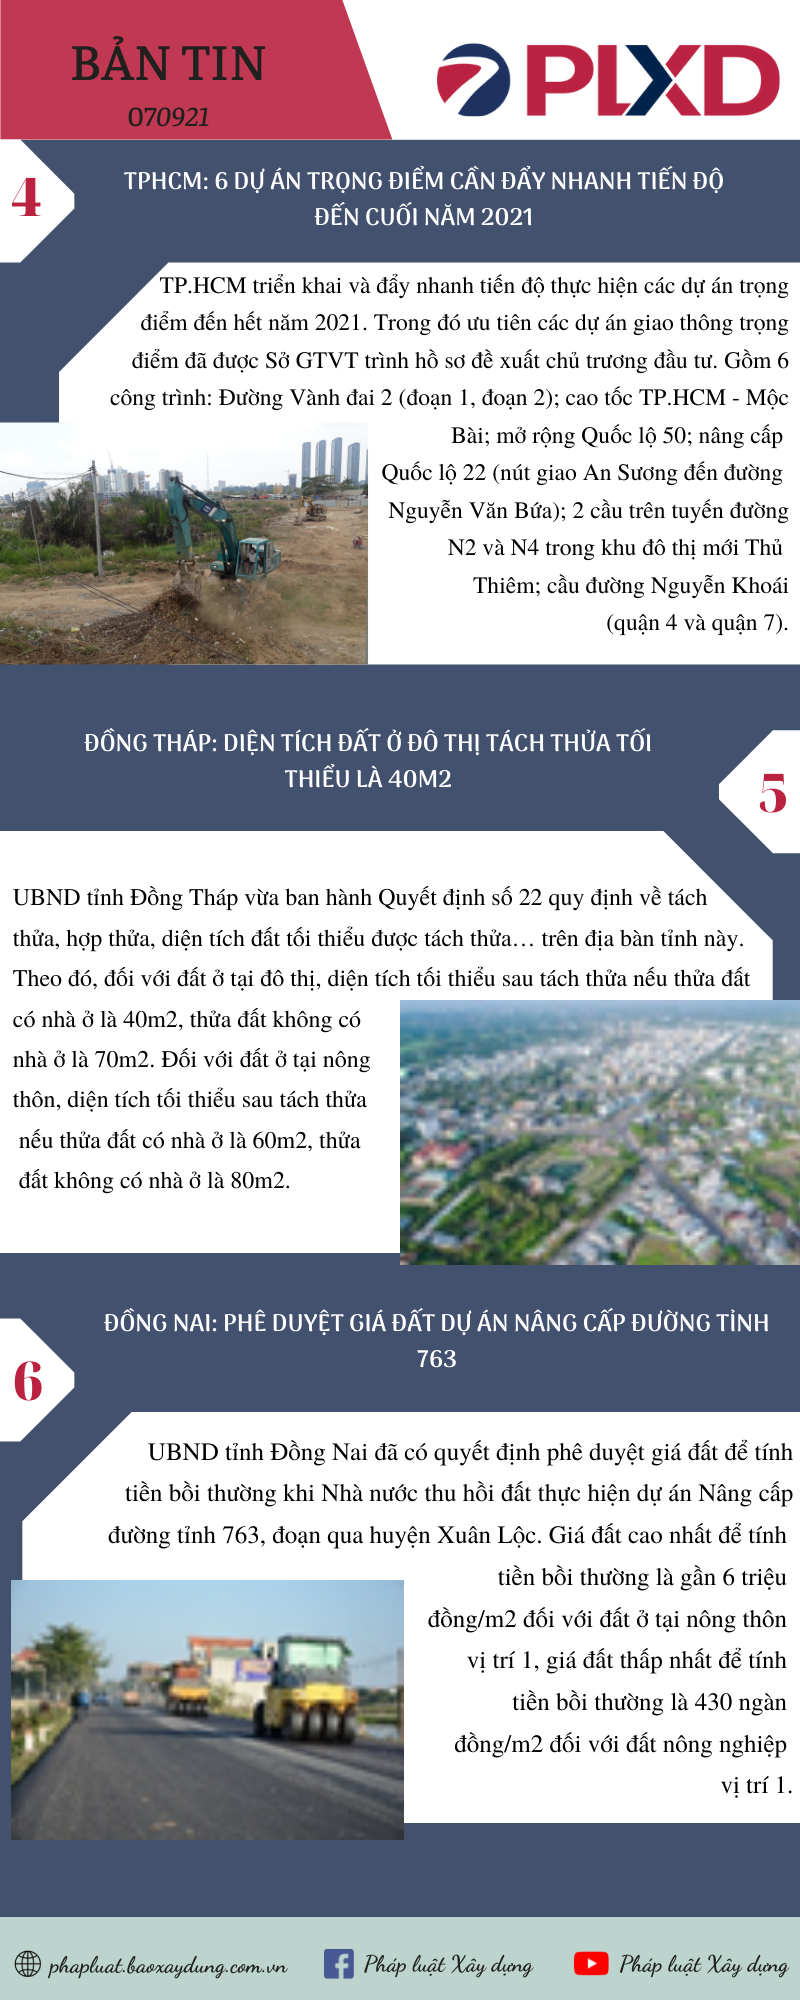 BẢN TIN
070921
PLXD
4
TPHCM: 6 DỰ ÁN TRỌNG ĐIỂM CẦN ĐẨY NHANH TIẾN ĐỘ
ĐẾN CUỐI NĂM 2021
TP.HCM triển khai và đẩy nhanh tiến độ thực hiện các dự án trọng
điểm đến hết năm 2021. Trong đó ưu tiên các dự án giao thông trọng
điểm đã được Sở GTVT trình hồ sơ đề xuất chủ trương đầu tư. Gồm 6
công trình: Đường Vành đai 2 (đoạn 1, đoạn 2); cao tốc TP.HCM - Mộc
Bài; mở rộng Quốc lộ 50; nâng cấp
Quốc lộ 22 (nút giao An Sương đến đường
Nguyễn Văn Bứa); 2 cầu trên tuyến đường
N2 và N4 trong khu đô thị mới Thủ
Thiêm; cầu đường Nguyễn Khoái
(quận 4 và quận 7).
ĐỒNG THÁP: DIỆN TÍCH ĐẤT Ở ĐÔ THỊ TÁCH THỬA TỐI
THIỂU LÀ 40M2
5
UBND tỉnh Đồng Tháp vừa ban hành Quyết định số 22 quy định về tách
thửa, hợp thửa, diện tích đất tối thiểu được tách thửa… trên địa bàn tỉnh này.
Theo đó, đối với đất ở tại đô thị, diện tích tối thiểu sau tách thửa nếu thửa đất
có nhà ở là 40m2, thửa đất không có
nhà ở là 70m2. Đối với đất ở tại nông
thôn, diện tích tối thiểu sau tách thửa
nếu thửa đất có nhà ở là 60m2, thửa
đất không có nhà ở là 80m2.
ĐỒNG NAI: PHÊ DUYỆT GIÁ ĐẤT DỰ ÁN NÂNG CẤP ĐƯỜNG TỈNH
763
6
UBND tỉnh Đồng Nai đã có quyết định phê duyệt giá đất để tính
tiền bồi thường khi Nhà nước thu hồi đất thực hiện dự án Nâng cấp
đường tỉnh 763, đoạn qua huyện Xuân Lộc. Giá đất cao nhất để tính
tiền bồi thường là gần 6 triệu
đồng/m2 đối với đất ở tại nông thôn
vị trí 1, giá đất thấp nhất để tính
tiền bồi thường là 430 ngàn
đồng/m2 đối với đất nông nghiệp
vị trí 1.
phapluat.baoxaydung.com.vn Pháp luật Xây dựng Pháp luật Xây dựng